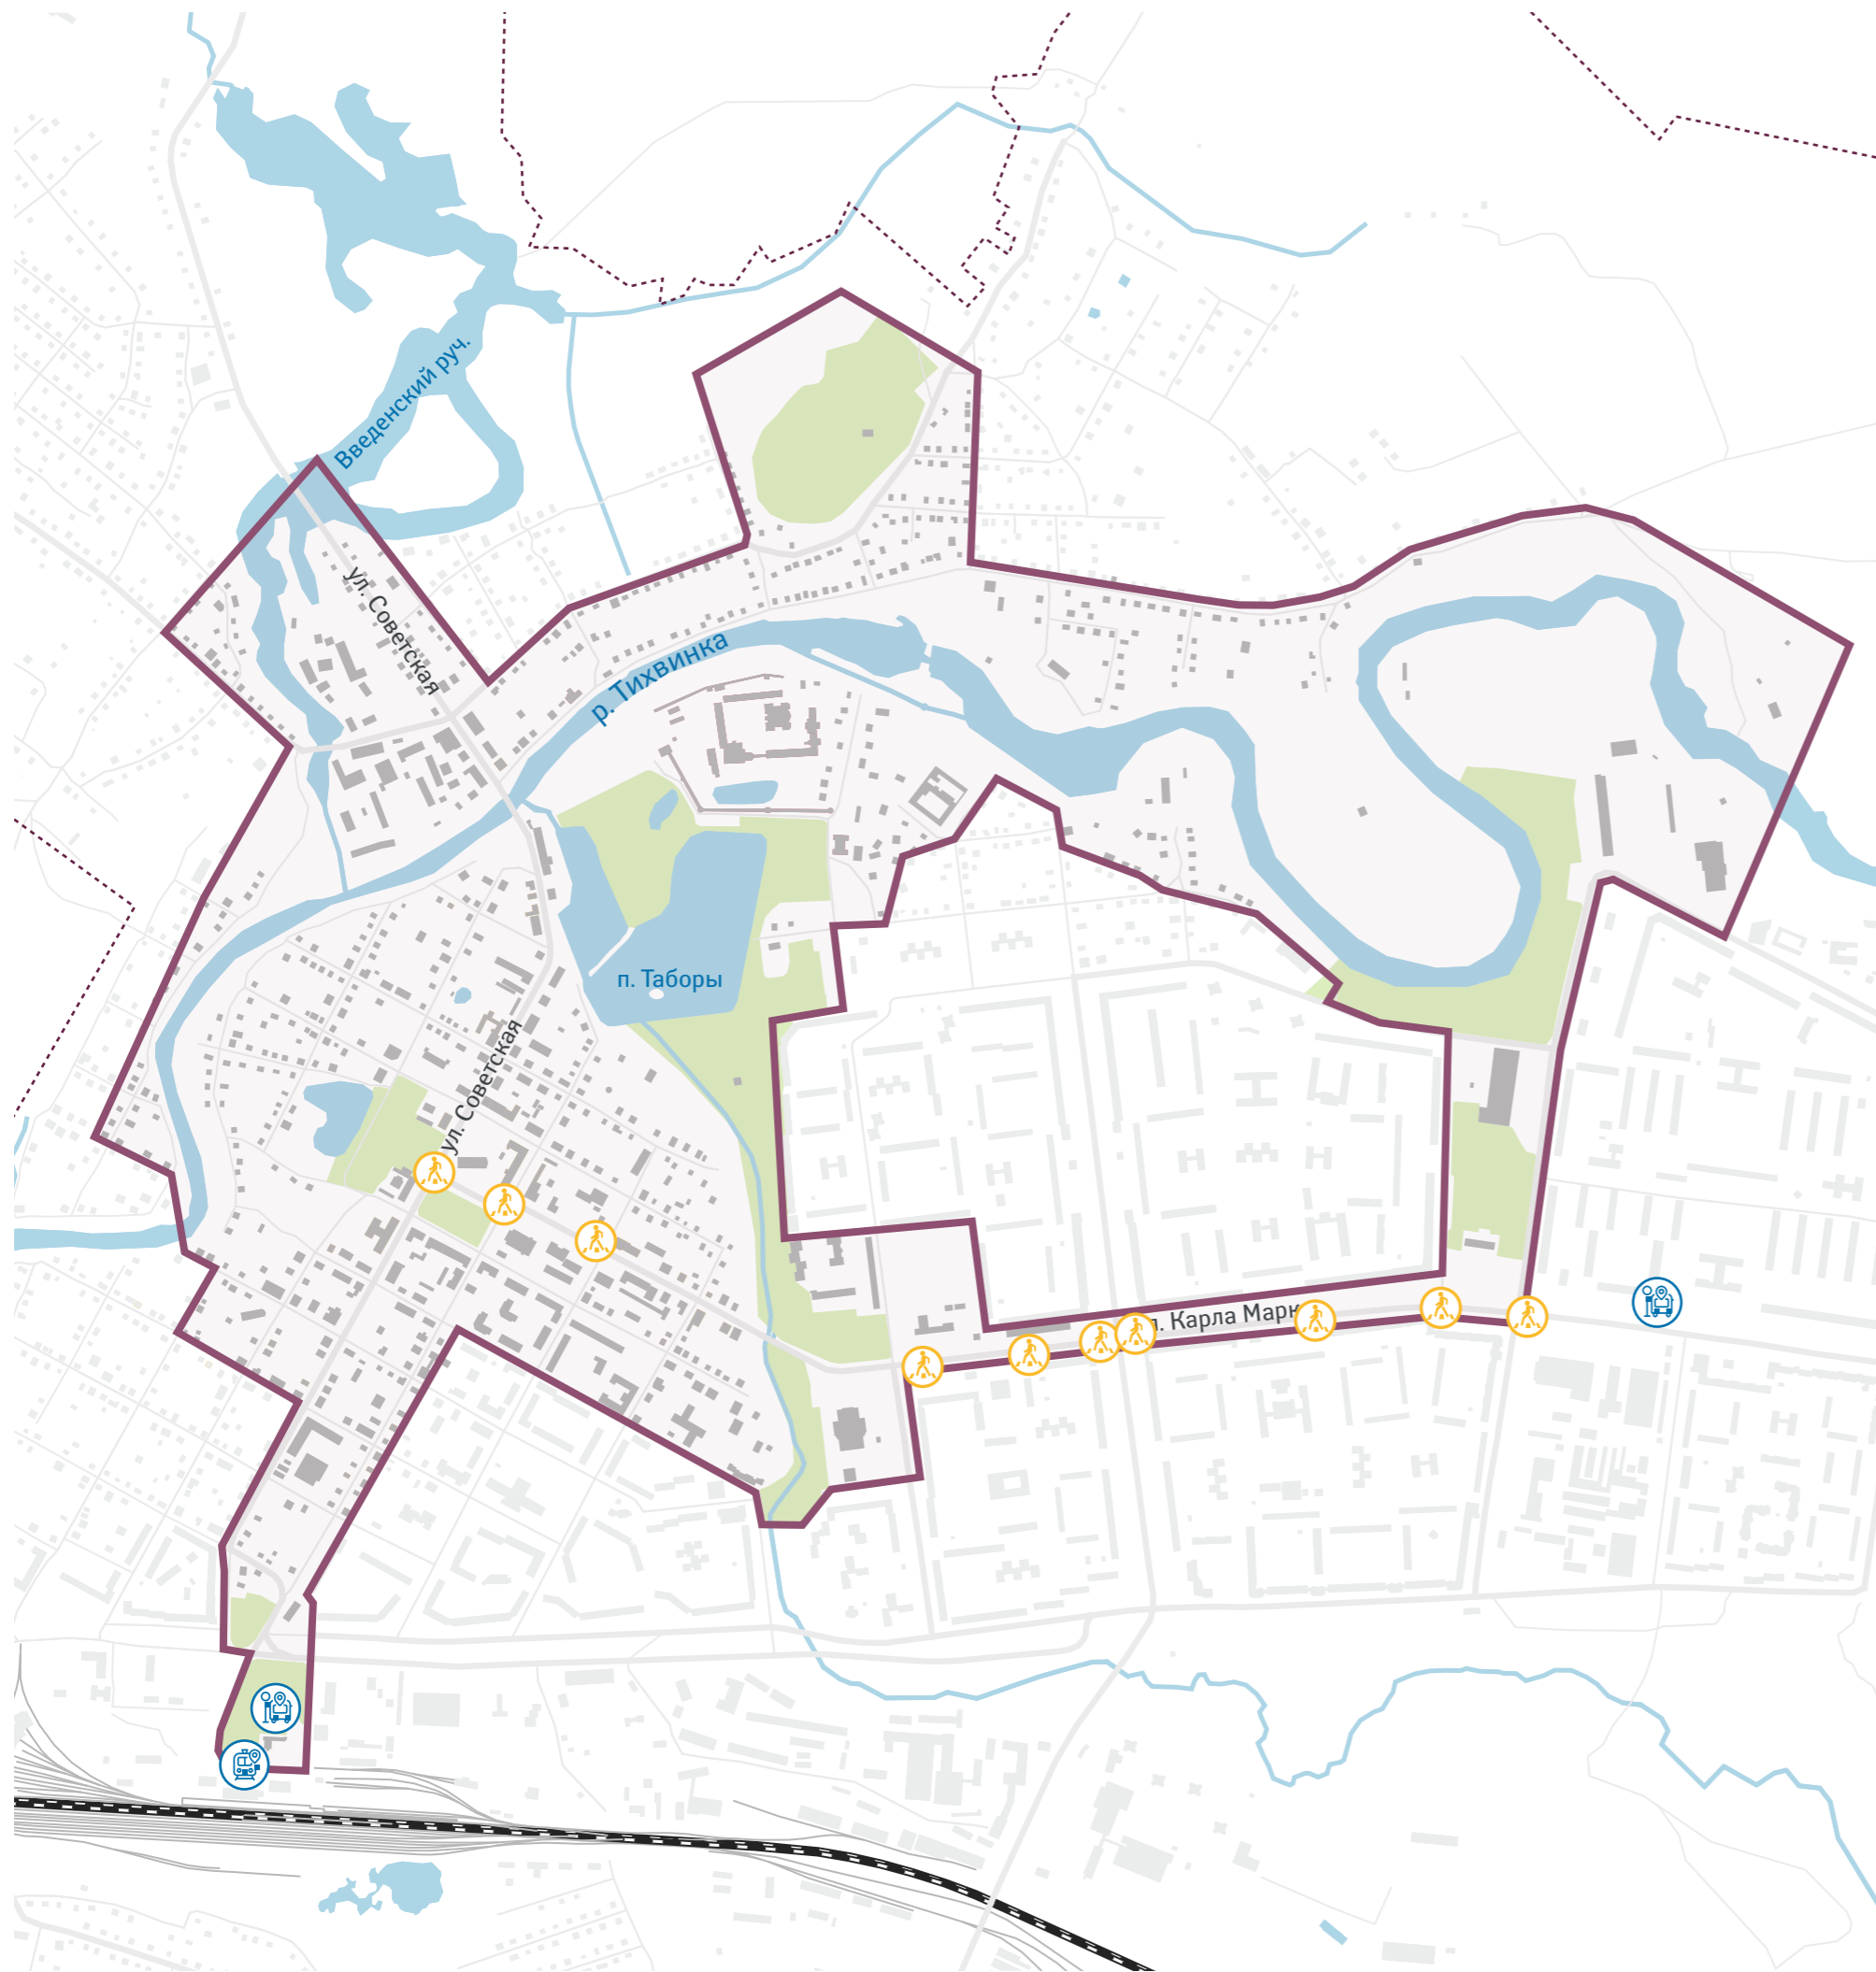 Введенский руч.
ул. Советская
р. Тихвинка
п. Таборы
ул. Советская
л. Карла Марк